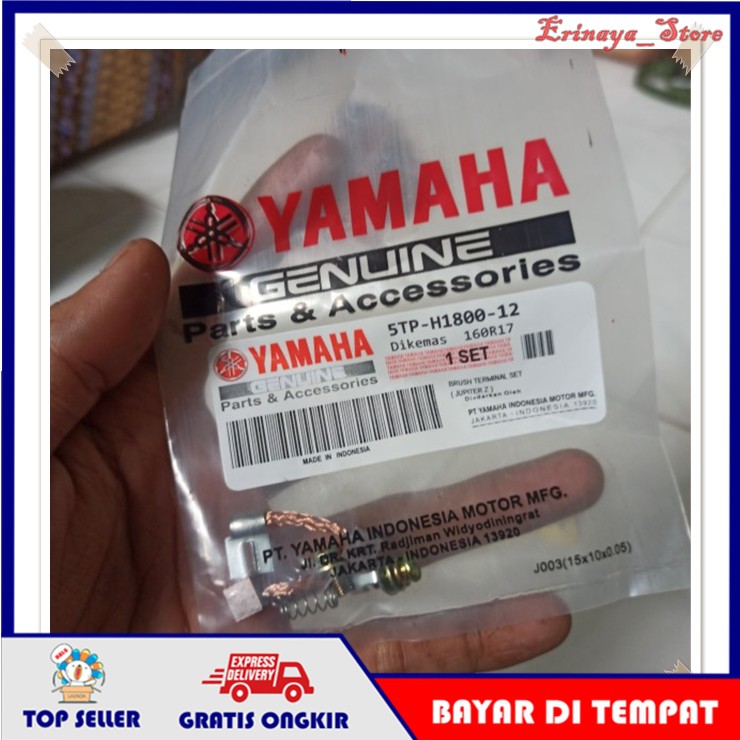 Erinaya_Store
YAMAHA
GENUINE
Parts & Accessories
YAMAHA
GENUINE
Parts & Accessories
5TP-H1800-12
Dikemas 160R17
1 SET
BRUSH TERMINAL SET
(JUPITER Z)
Diedarkan Oleh
PT YAMAHA INDONESIA MOTOR MFG.
JAKARTA - INDONESIA 13920
MADE IN INDONESIA
PT. YAMAHA INDONESIA MOTOR MFG.
Jl. DR. KRT. Radjiman Widyodiningrat
JAKARTA - INDONESIA 13920
J003(15x10x0.05)
TOP SELLER
EXPRESS
DELIVERY
GRATIS ONGKIR
BAYAR DI TEMPAT